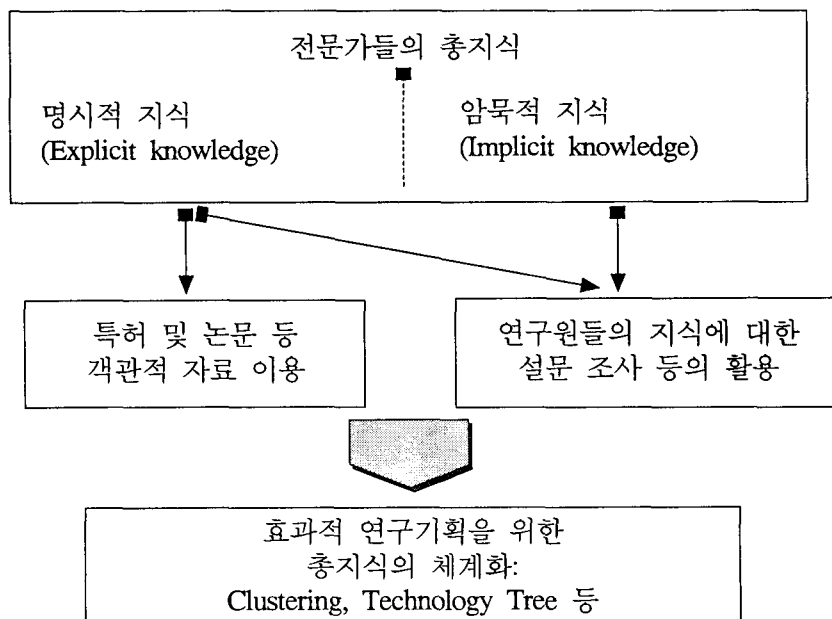 전문가들의 총지식
명시적 지식
(Explicit knowledge)
암묵적 지식
(Implicit knowledge)
특허 및 논문 등
객관적 자료 이용
연구원들의 지식에 대한
설문 조사 등의 활용
효과적 연구기획을 위한
총지식의 체계화:
Clustering, Technology Tree 등